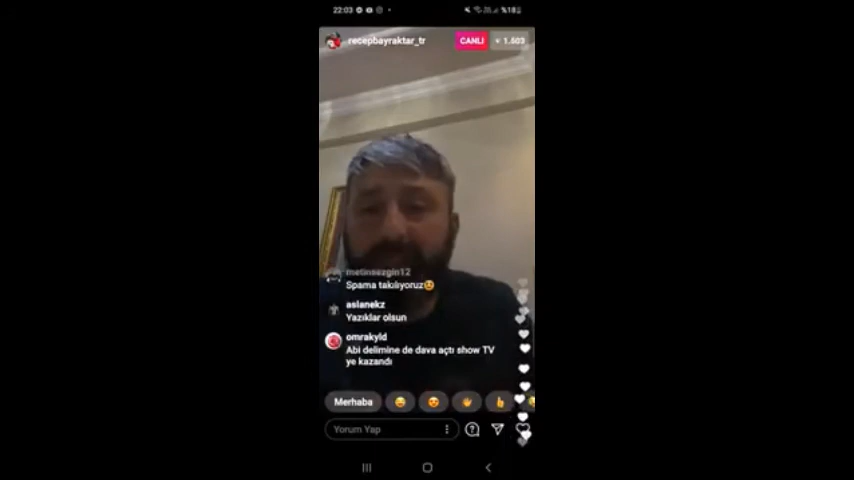 22:03
%18
recepbayraktar_tr
CANLI
1.503
metinsezgin12
Spama takılıyoruz
aslanekz
Yazıklar olsun
omrakyld
Abi delimine de dava açtı show TV
ye kazandı
Merhaba
Yorum Yap